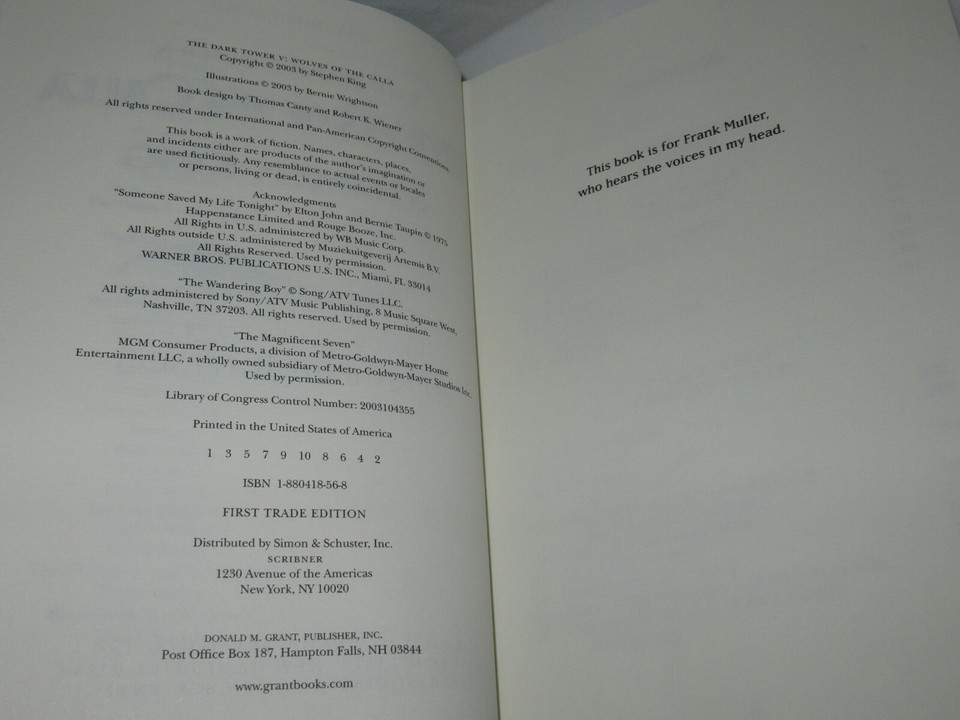 THE DARK TOWER V: WOLVES OF THE CALLA
Copyright © 2003 by Stephen King
Illustrations © 2003 by Bernie Wrightson
Book design by Thomas Canty and Robert K. Wiener
All rights reserved under International and Pan-American Copyright Conventions.
This book is a work of fiction. Names, characters, places,
and incidents either are products of the author's imagination or
are used fictitiously. Any resemblance to actual events or locales
or persons, living or dead, is entirely coincidental.
Acknowledgments
"Someone Saved My Life Tonight" by Elton John and Bernie Taupin © 1975
Happenstance Limited and Rouge Booze, Inc.
All Rights in U.S. administered by WB Music Corp.
All Rights outside U.S. administered by Muziekuitgeverij Artemis B.V.
All Rights Reserved. Used by permission.
WARNER BROS. PUBLICATIONS U.S. INC., Miami, FL 33014
"The Wandering Boy" © Song/ATV Tunes LLC.
All rights administered by Sony/ATV Music Publishing, 8 Music Square West,
Nashville, TN 37203. All rights reserved. Used by permission.
"The Magnificent Seven"
MGM Consumer Products, a division of Metro-Goldwyn-Mayer Home
Entertainment LLC, a wholly owned subsidiary of Metro-Goldwyn-Mayer Studios Inc.
Used by permission.
Library of Congress Control Number: 2003104355
Printed in the United States of America
1 3 5 7 9 10 8 6 4 2
ISBN 1-880418-56-8
FIRST TRADE EDITION
Distributed by Simon & Schuster, Inc.
SCRIBNER
1230 Avenue of the Americas
New York, NY 10020
DONALD M. GRANT, PUBLISHER, INC.
Post Office Box 187, Hampton Falls, NH 03844
www.grantbooks.com
This book is for Frank Muller,
who hears the voices in my head.